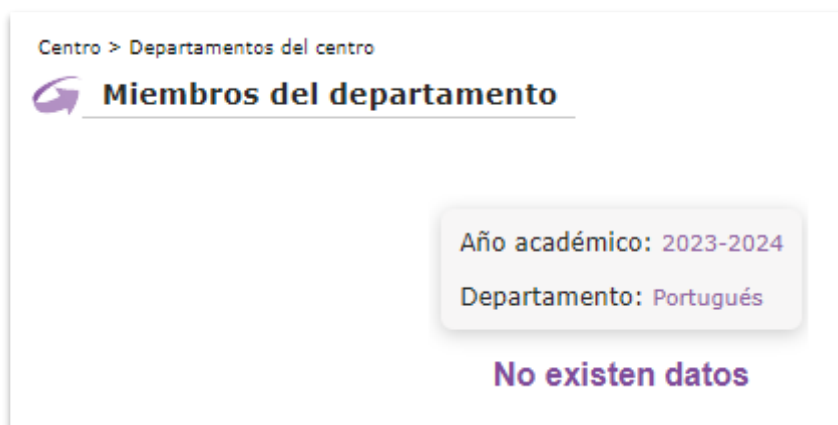 Centro > Departamentos del centro
Miembros del departamento
Año académico: 2023-2024
Departamento: Portugués
No existen datos